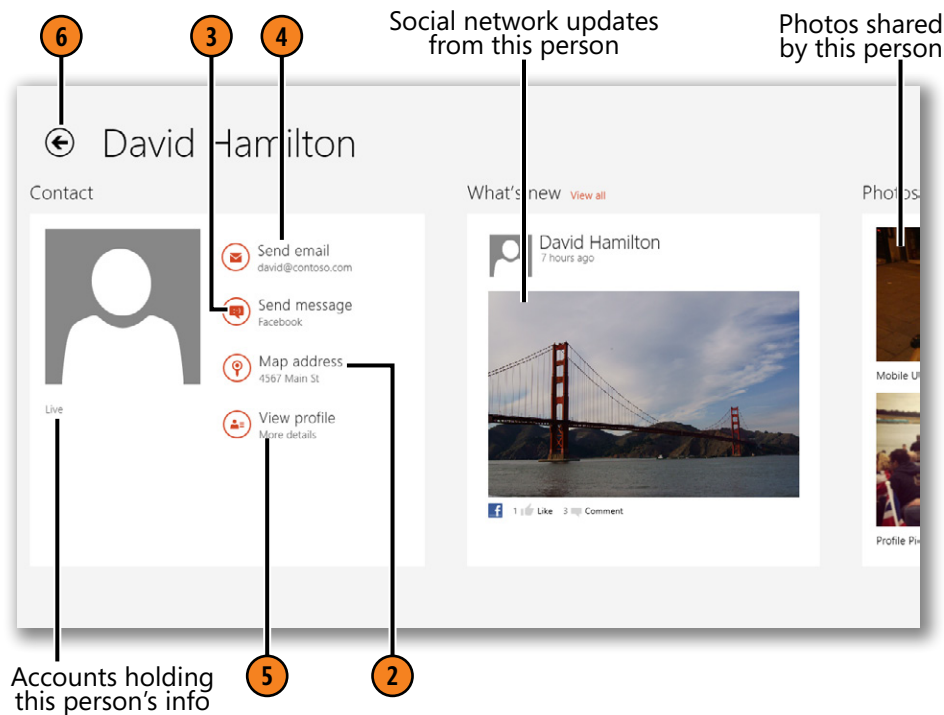 6
3
4
Social network updates
from this person
Photos shared
by this person
David Hamilton
Contact
Send email
david@contoso.com
Send message
Facebook
Map address
4567 Main St
View profile
More details
Live
What's new View all
David Hamilton
7 hours ago
f 1 Like 3 Comment
Photos
Mobile U
Profile Pi
Accounts holding
this person's info
5
2